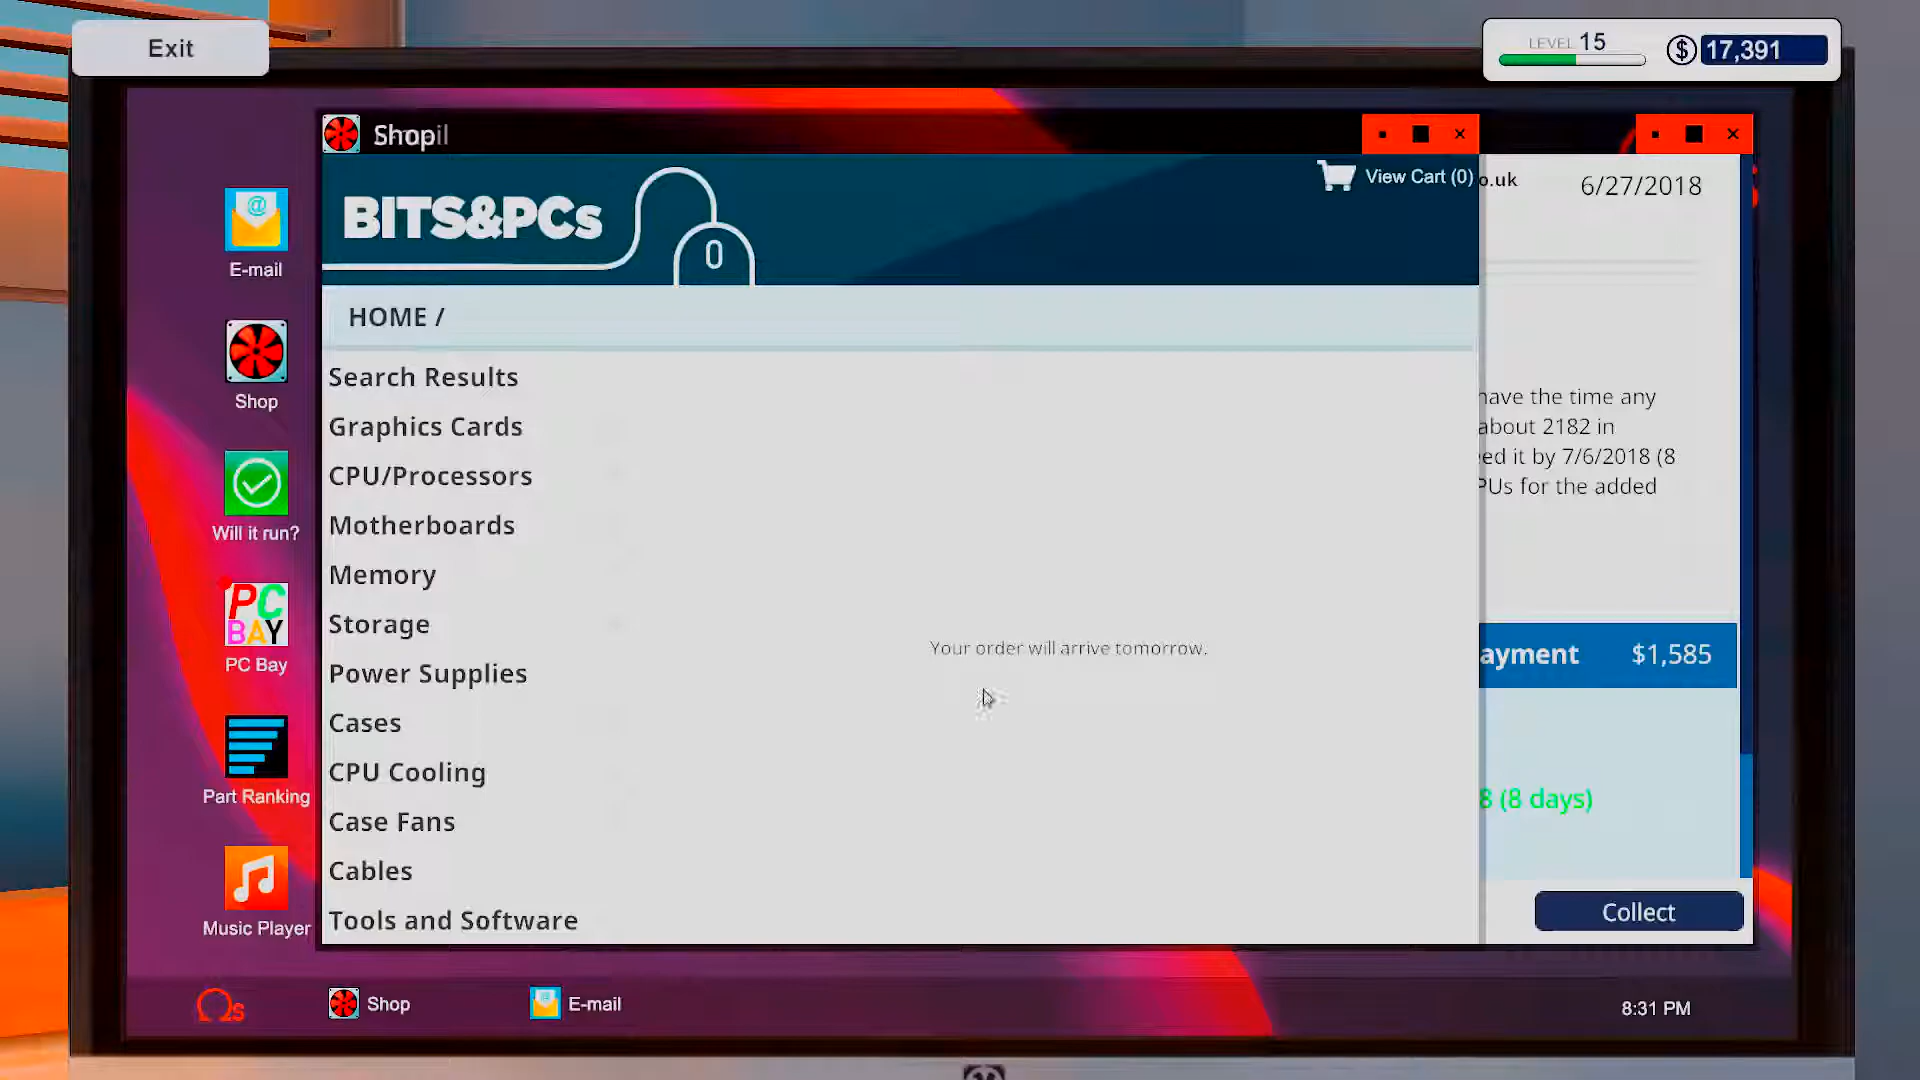 Exit
LEVEL 15
$ 17,391
Shop
View Cart (0)
BITS&PCs
HOME /
Search Results
Graphics Cards
CPU/Processors
Motherboards
Memory
Storage
Power Supplies
Cases
CPU Cooling
Case Fans
Cables
Tools and Software
Your order will arrive tomorrow.
o.uk
6/27/2018
have the time any
about 2182 in
ed it by 7/6/2018 (8
PUs for the added
ayment $1,585
8 (8 days)
Collect
E-mail
Shop
Will it run?
PC
BAY
PC Bay
Part Ranking
Music Player
Ωs
Shop
E-mail
8:31 PM